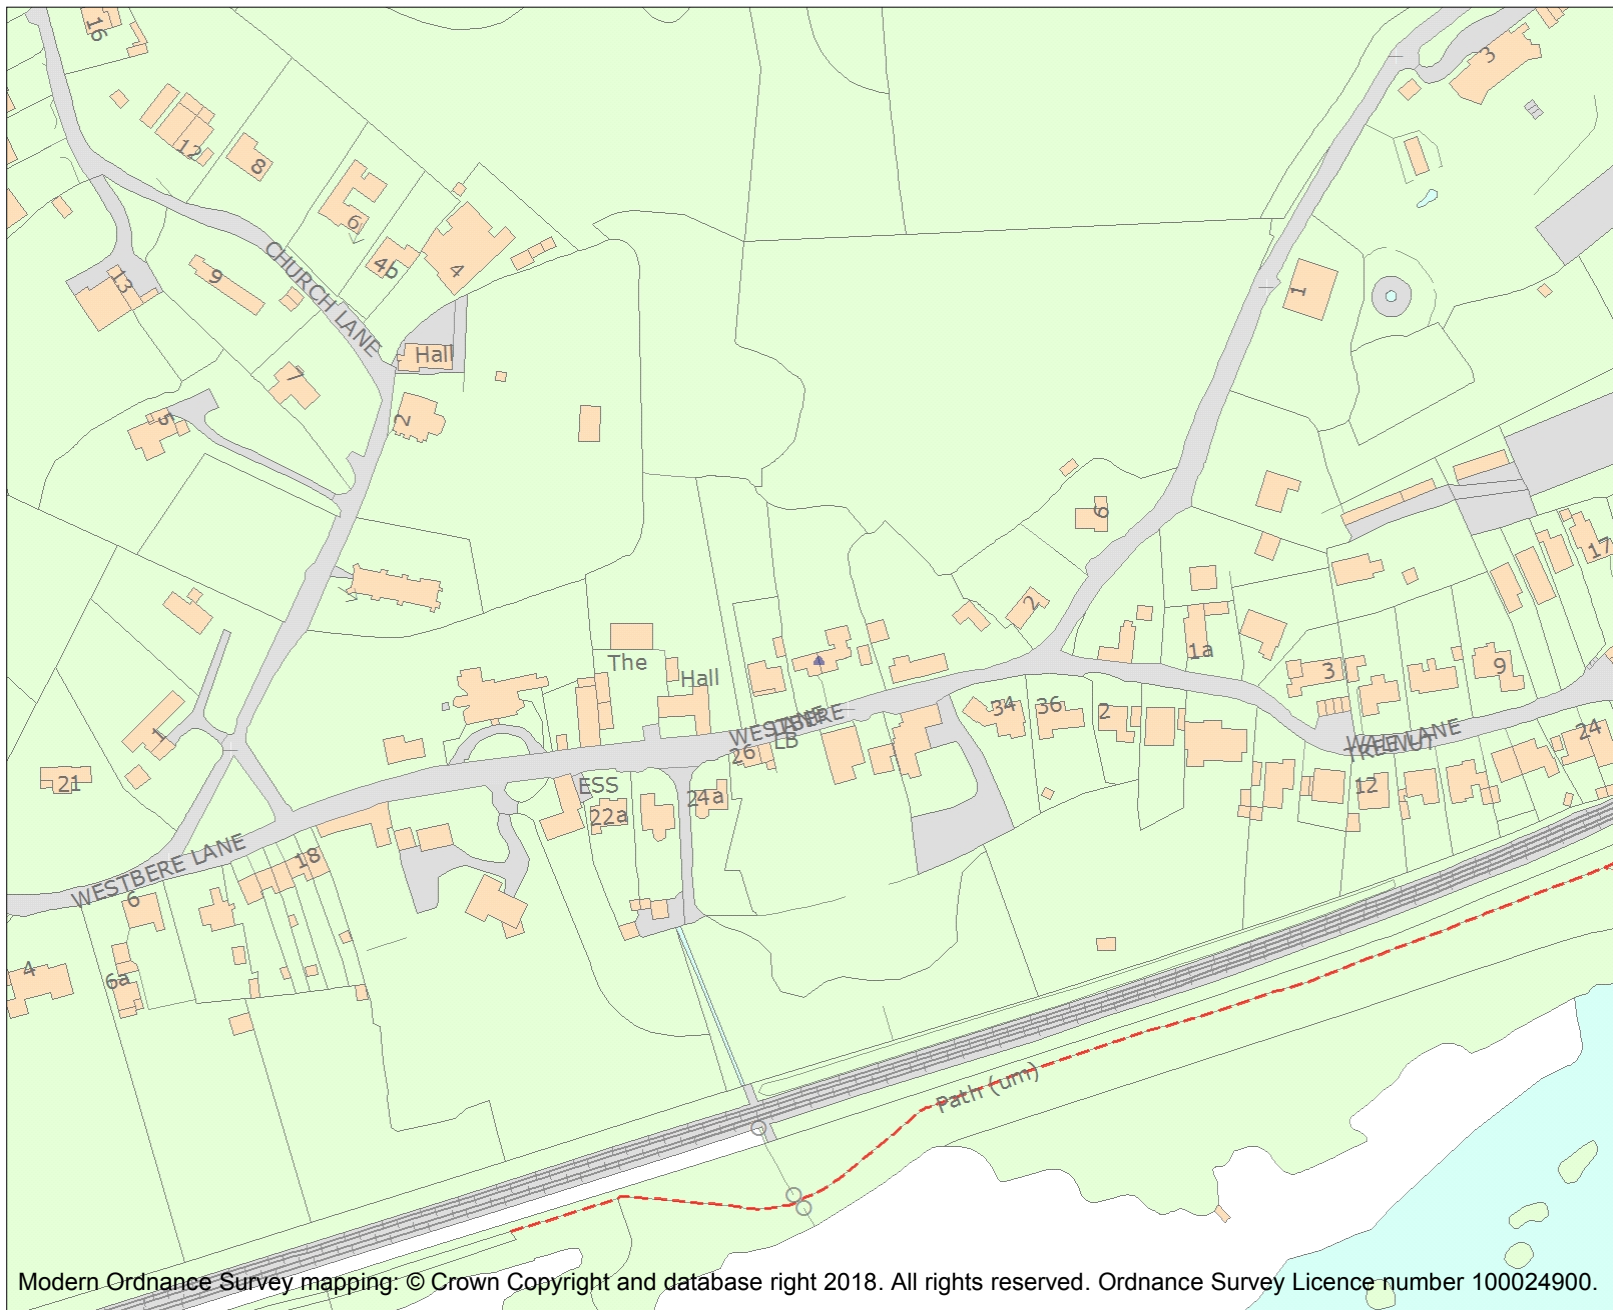 16
3
12
8
6
4b
4
CHURCH LANE
9
13
1
Hall
7
2
5
6
17
2
The
1a
Hall
3
9
WESTBERE
LANE
LB
34
36
2
1
26
WALNUT
TREE LANE
24
21
ESS
24a
22a
12
18
WESTBERE LANE
6
4
6a
Path (um)
Modern Ordnance Survey mapping: © Crown Copyright and database right 2018. All rights reserved. Ordnance Survey Licence number 100024900.